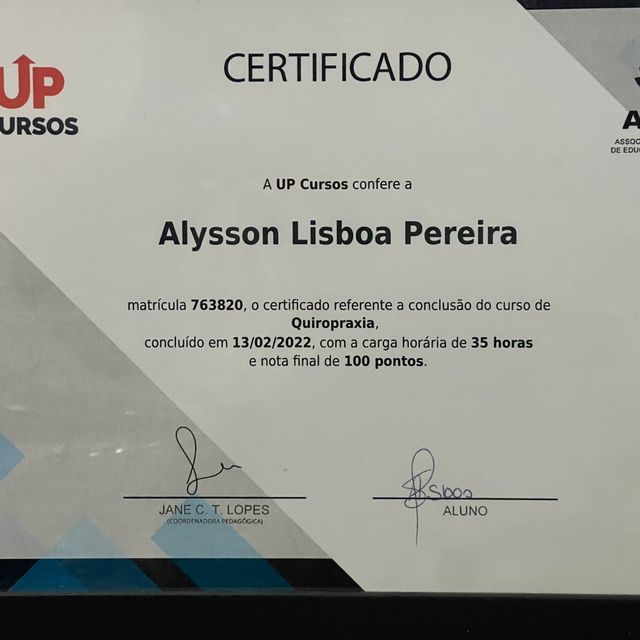 CERTIFICADO
UP
CURSOS
A UP Cursos confere a
Alysson Lisboa Pereira
matrícula 763820, o certificado referente a conclusão do curso de
Quiropraxia,
concluído em 13/02/2022, com a carga horária de 35 horas
e nota final de 100 pontos.
JANE C. T. LOPES
(COORDENADORA PEDAGÓGICA)
ALUNO